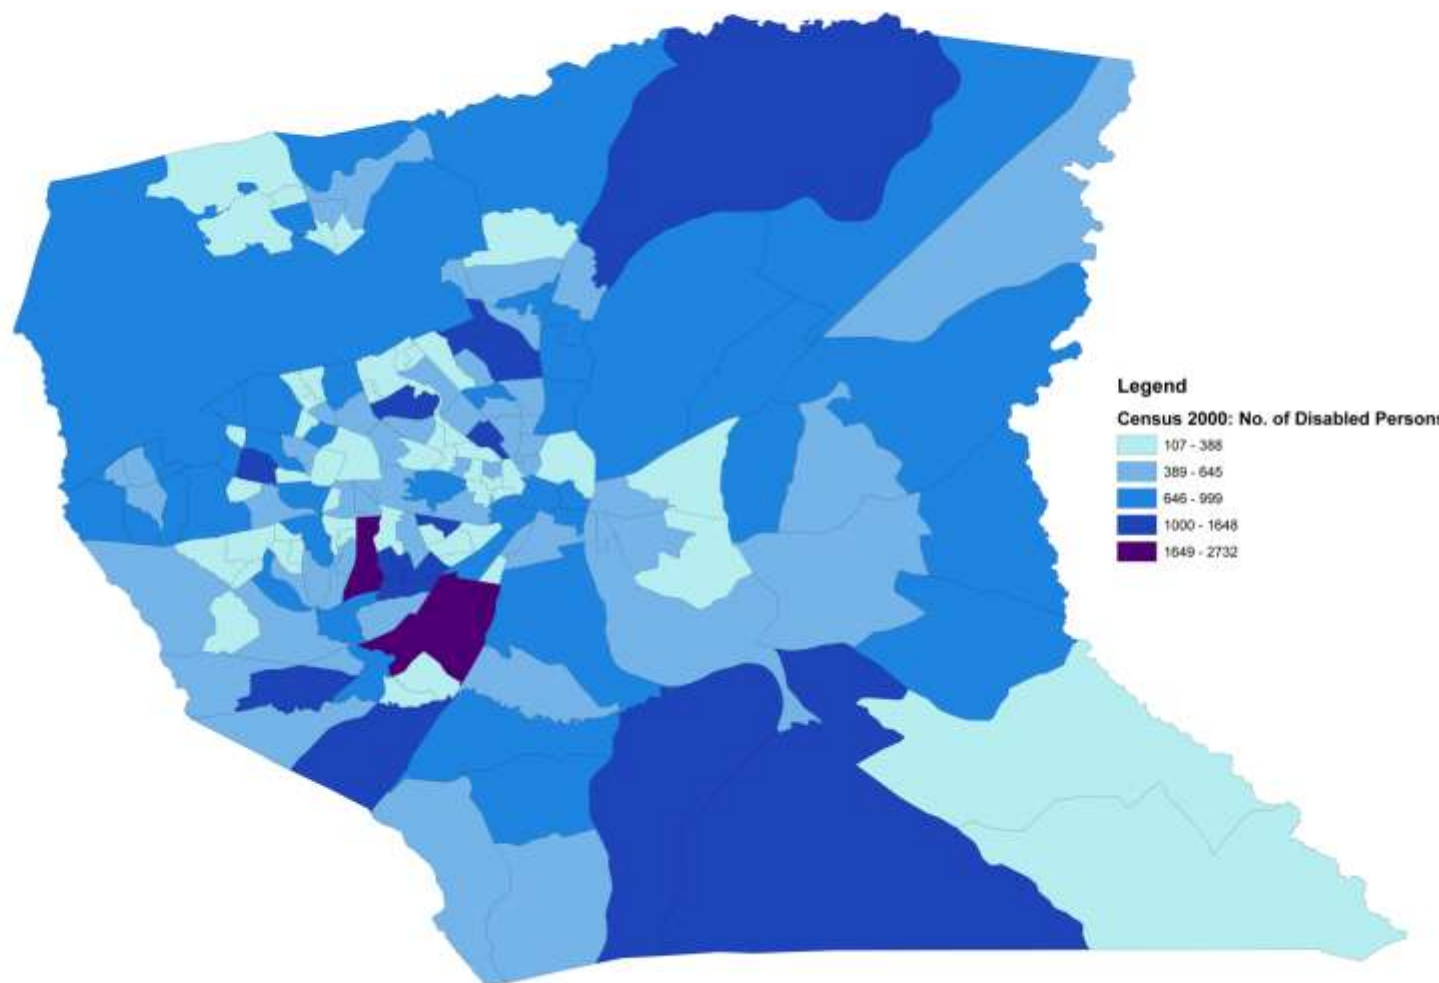 Legend
Census 2000: No. of Disabled Persons
107 - 388
389 - 645
646 - 999
1000 - 1648
1649 - 2732